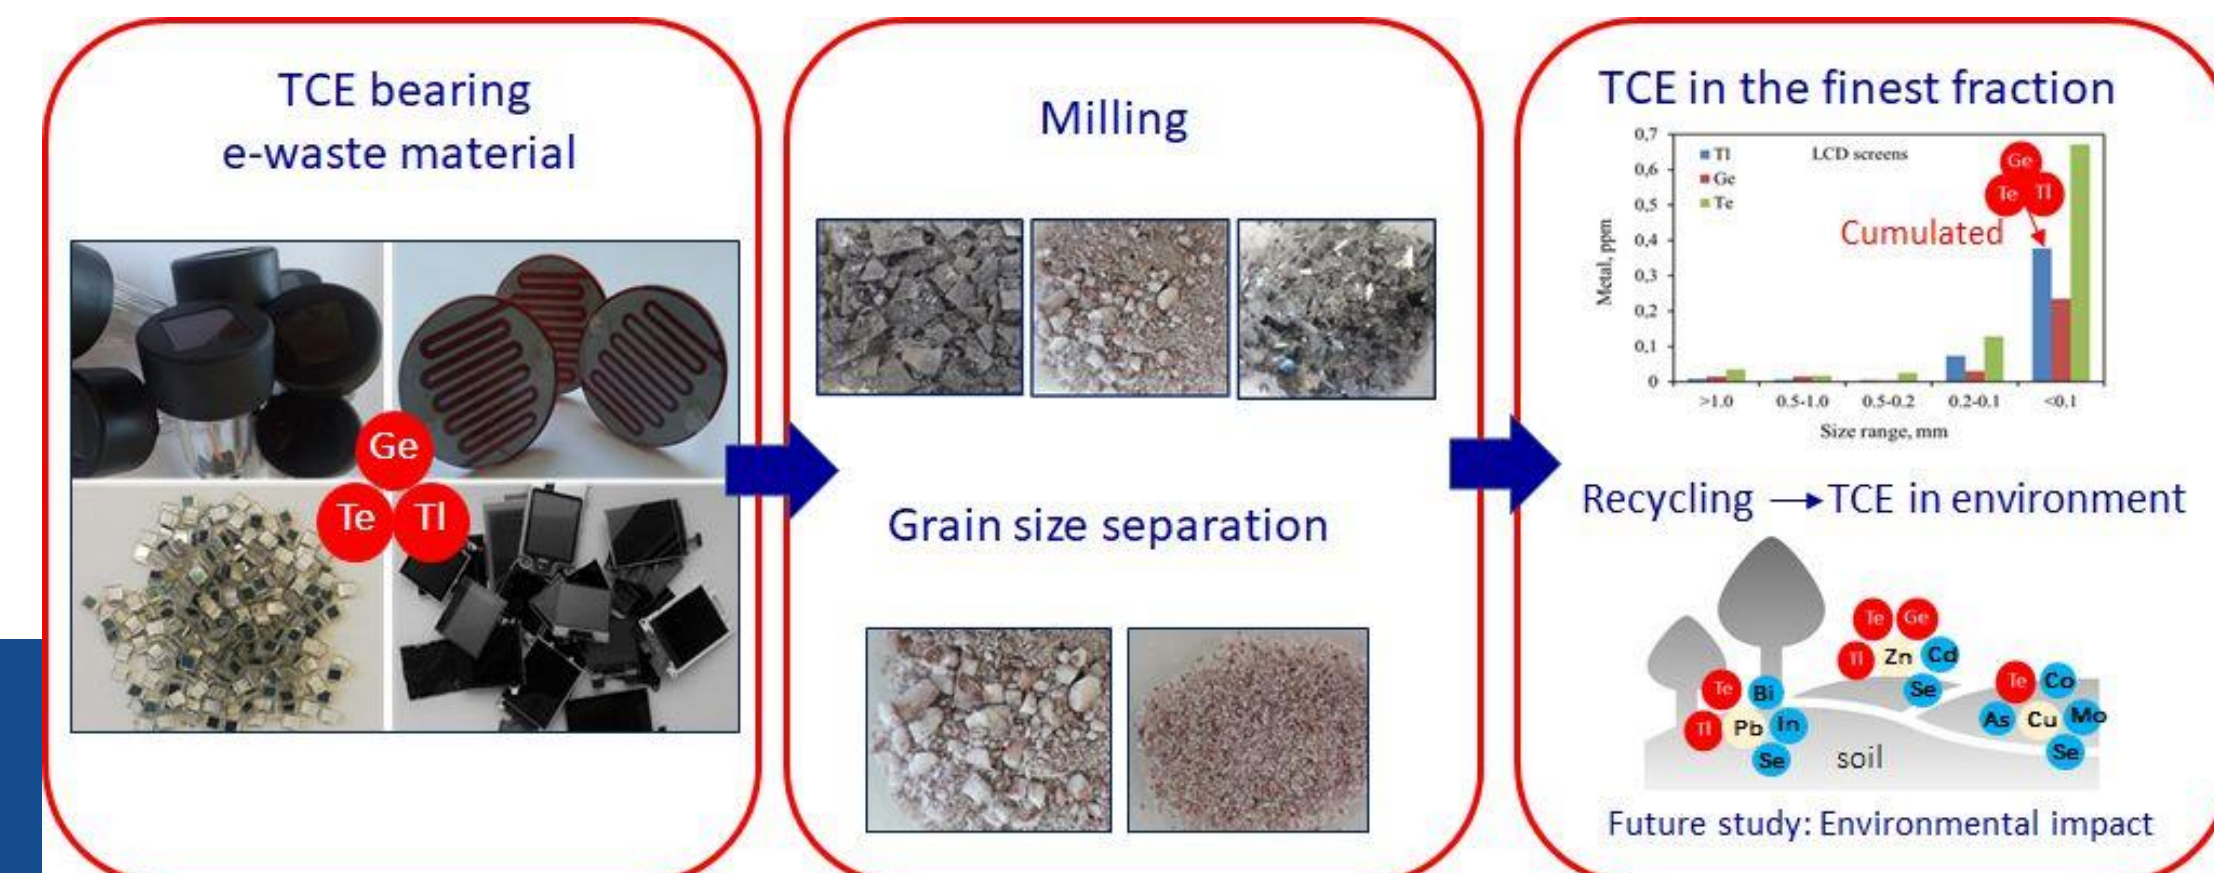 TCE bearing
e-waste material
Ge
Te Tl
Milling
Grain size separation
TCE in the finest fraction
0,7
0,6
0,5
0,4
0,3
0,2
0,1
0
Metal, ppm
Tl
Ge
Te
LCD screens
Ge
Te Tl
Cumulated
>1.0 0.5-1.0 0.5-0.2 0.2-0.1 <0.1
Size range, mm
Recycling → TCE in environment
Te Ge
Tl Zn Cd
Se
Te Bi
Tl Pb In
Se
Te Co
As Cu Mo
Se
soil
Future study: Environmental impact